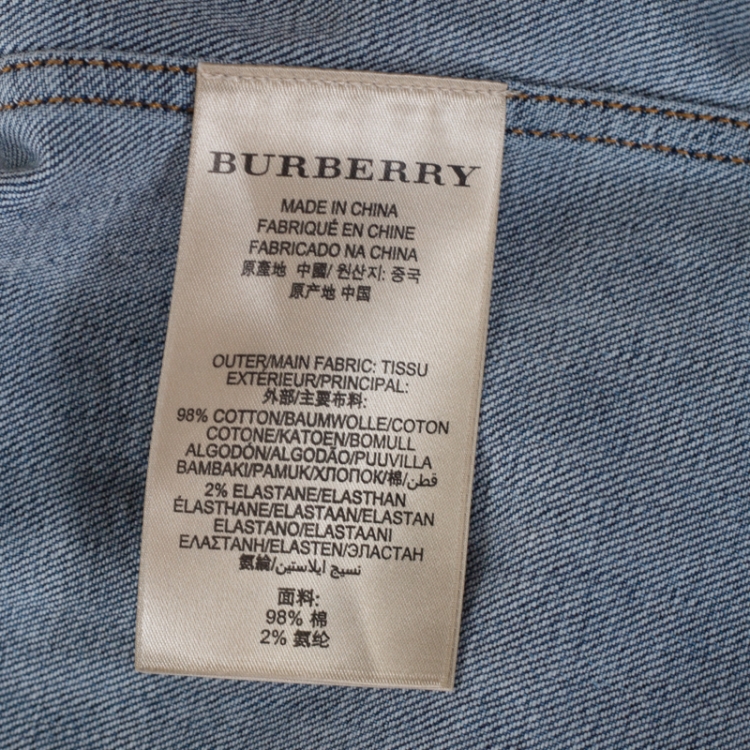 BURBERRY
MADE IN CHINA
FABRIQUÉ EN CHINE
FABRICADO NA CHINA
原產地 中國/ 원산지: 중국
原产地 中国
OUTER/MAIN FABRIC: TISSU
EXTÉRIEUR/PRINCIPAL:
外部/主要布料:
98% COTTON/BAUMWOLLE/COTON
COTONE/KATOEN/BOMULL
ALGODÓN/ALGODÃO/PUUVILLA
BAMBAKI/PAMUK/ХЛОПОК/棉/قطن
2% ELASTANE/ELASTHAN
ÉLASTHANE/ELASTAAN/ELASTAN
ELASTANO/ELASTAANI
ΕΛΑΣΤΑΝΗ/ELASTEN/ЭЛАСТАН
氨綸/نسيج إيلاستين
面料:
98% 棉
2% 氨纶